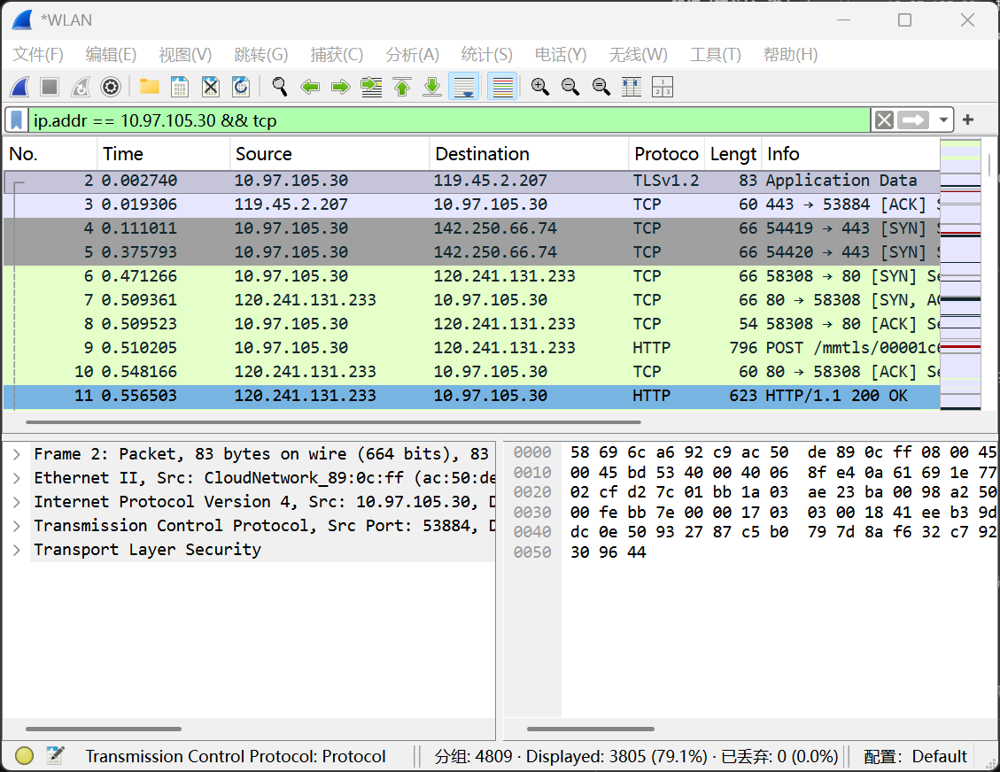 *WLAN
文件(F) 编辑(E) 视图(V) 跳转(G) 捕获(C) 分析(A) 统计(S) 电话(Y) 无线(W) 工具(T) 帮助(H)
ip.addr == 10.97.105.30 && tcp
No. Time Source Destination Protoco Lengt Info
2 0.002740 10.97.105.30 119.45.2.207 TLSv1.2 83 Application Data
3 0.019306 119.45.2.207 10.97.105.30 TCP 60 443 → 53884 [ACK]
4 0.111011 10.97.105.30 142.250.66.74 TCP 66 54419 → 443 [SYN]
5 0.375793 10.97.105.30 142.250.66.74 TCP 66 54420 → 443 [SYN]
6 0.471266 10.97.105.30 120.241.131.233 TCP 66 58308 → 80 [SYN] Se
7 0.509361 120.241.131.233 10.97.105.30 TCP 66 80 → 58308 [SYN, AC
8 0.509523 10.97.105.30 120.241.131.233 TCP 54 58308 → 80 [ACK] Se
9 0.510205 10.97.105.30 120.241.131.233 HTTP 796 POST /mmtls/00001c6
10 0.548166 120.241.131.233 10.97.105.30 TCP 60 80 → 58308 [ACK] Se
11 0.556503 120.241.131.233 10.97.105.30 HTTP 623 HTTP/1.1 200 OK
Frame 2: Packet, 83 bytes on wire (664 bits), 83
Ethernet II, Src: CloudNetwork_89:0c:ff (ac:50:de
Internet Protocol Version 4, Src: 10.97.105.30, D
Transmission Control Protocol, Src Port: 53884, D
Transport Layer Security
0000 58 69 6c a6 92 c9 ac 50 de 89 0c ff 08 00 45
0010 00 45 bd 53 40 00 40 06 8f e4 0a 61 69 1e 77
0020 02 cf d2 7c 01 bb 1a 03 ae 23 ba 00 98 a2 50
0030 00 fe bb 7e 00 00 17 03 03 00 18 41 ee b3 9d
0040 dc 0e 50 93 27 87 c5 b0 79 7d 8a f6 32 c7 92
0050 30 96 44
Transmission Control Protocol: Protocol 分组: 4809 · Displayed: 3805 (79.1%) · 已丢弃: 0 (0.0%) 配置: Default